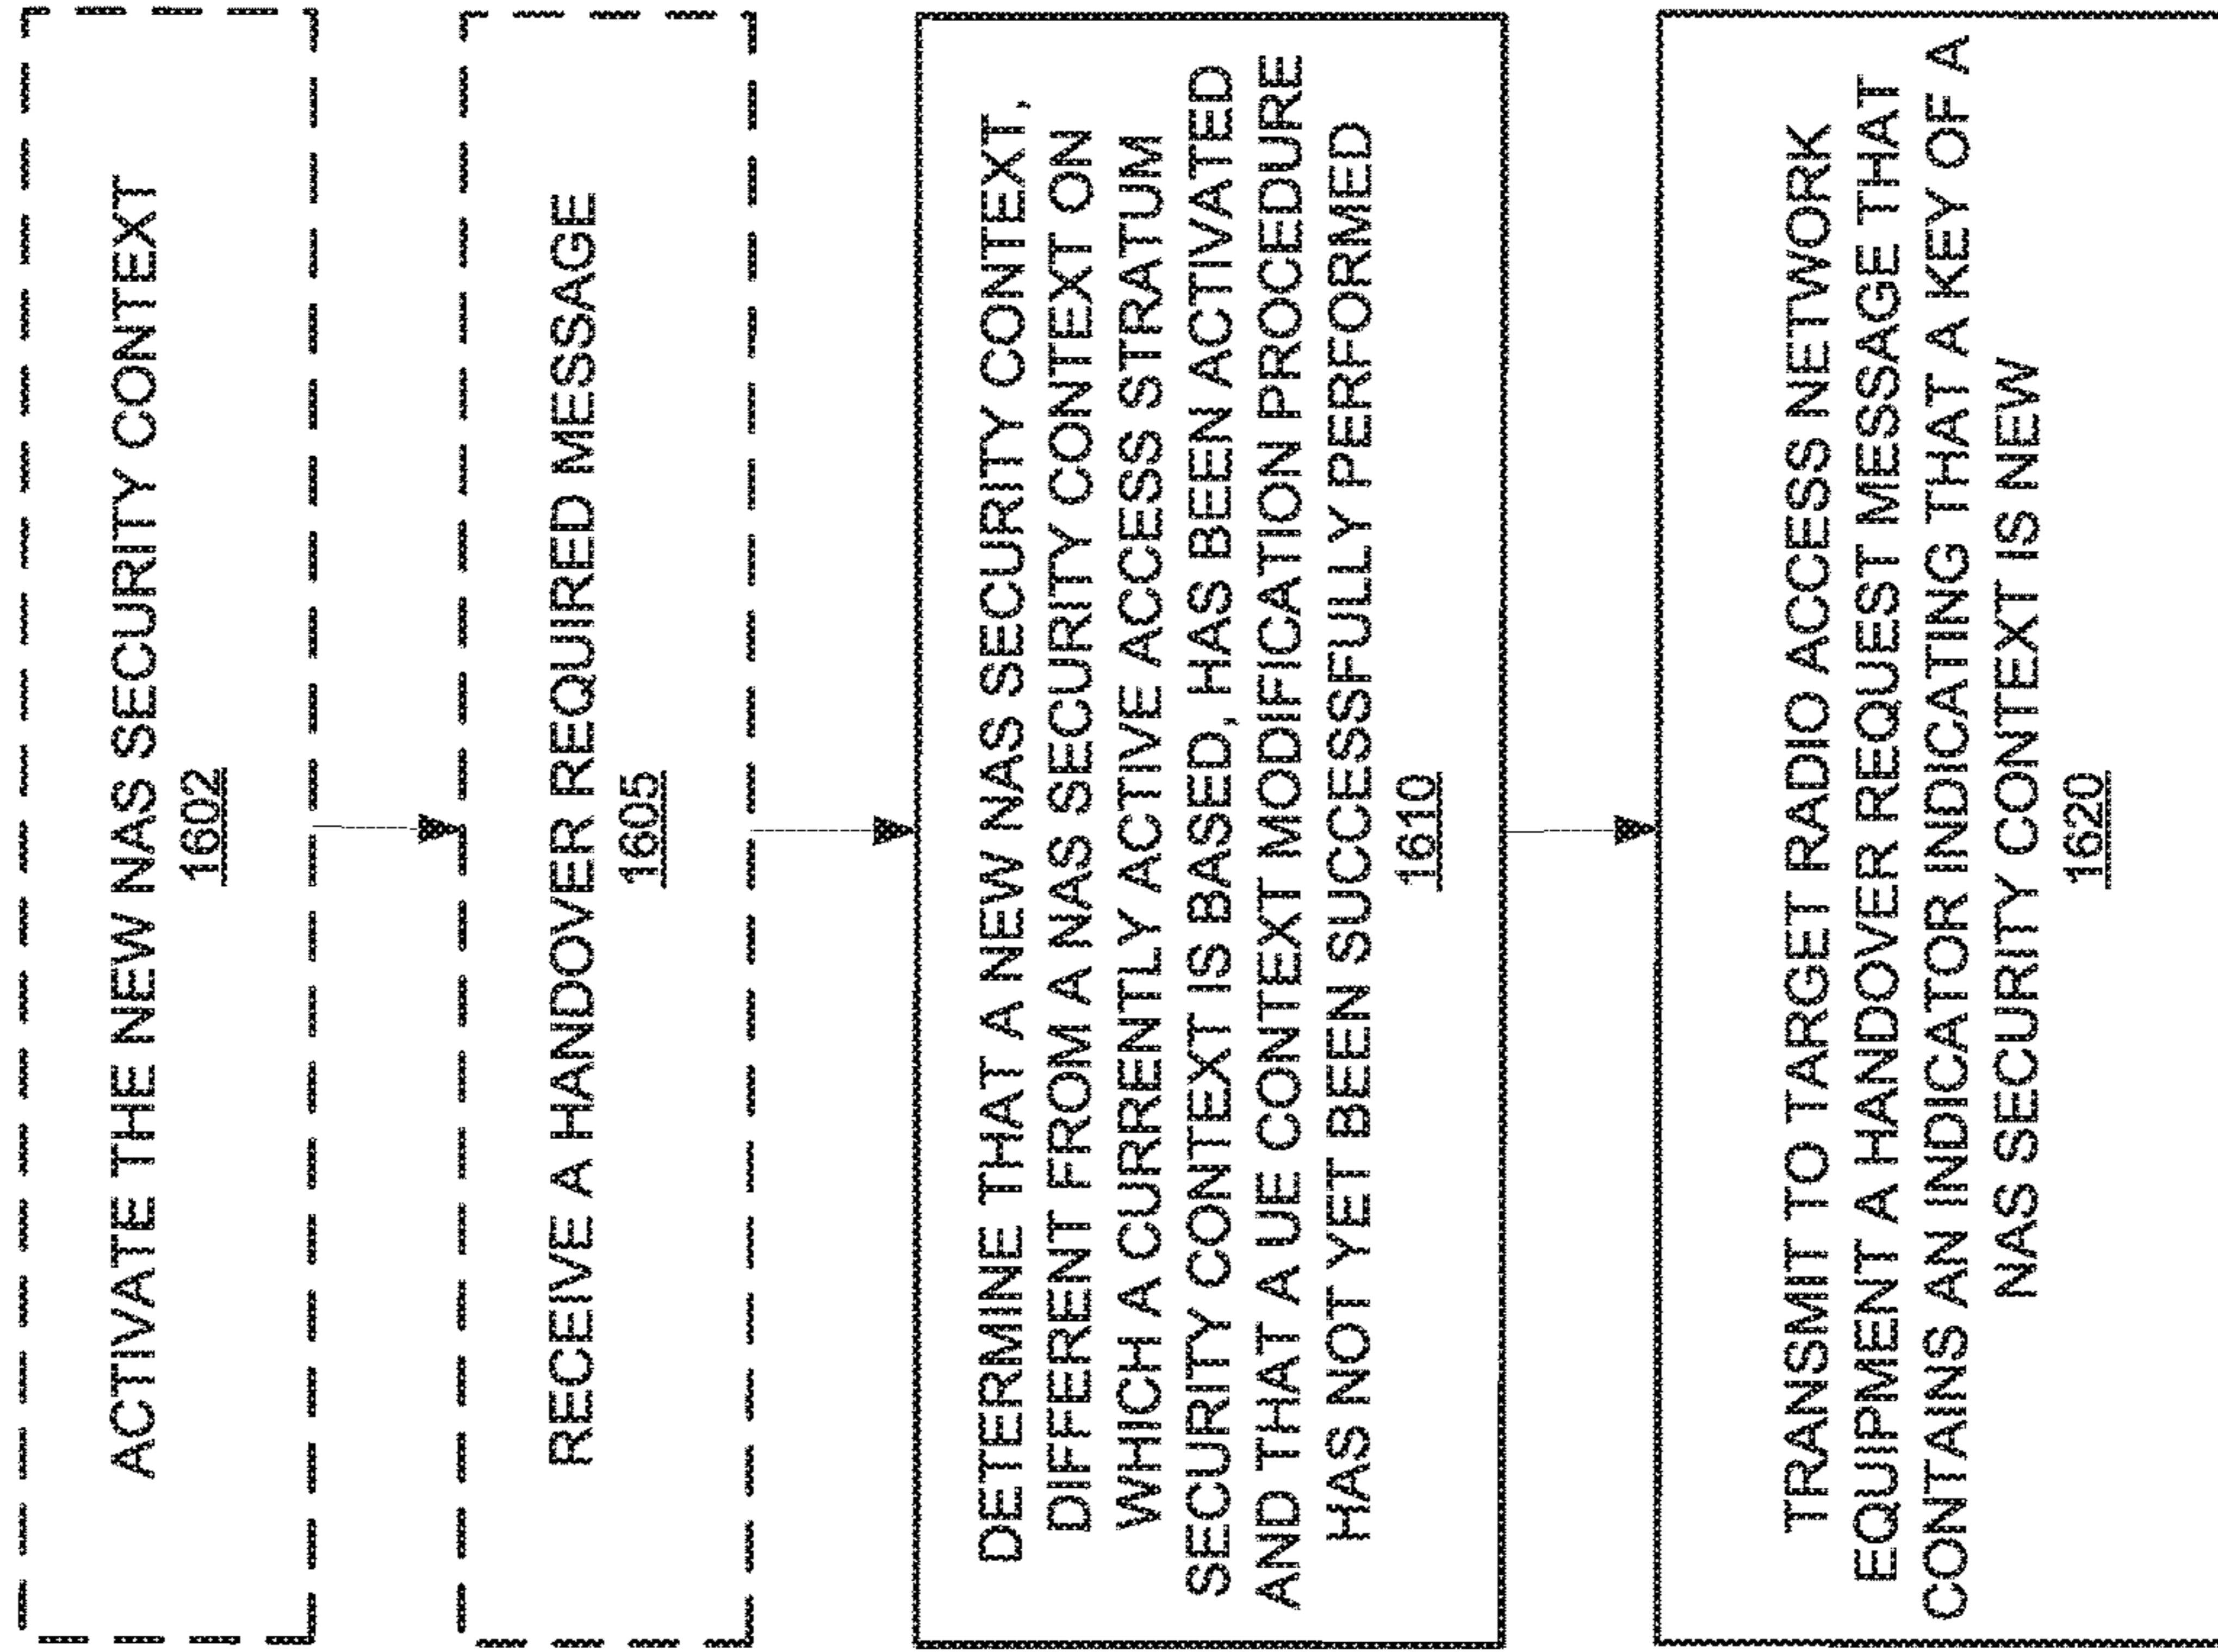 ACTIVATE THE NEW NAS SECURITY CONTEXT
1602
RECEIVE A HANDOVER REQUIRED MESSAGE
1605
DETERMINE THAT A NEW NAS SECURITY CONTEXT,
DIFFERENT FROM A NAS SECURITY CONTEXT ON
WHICH A CURRENTLY ACTIVE ACCESS STRATUM
SECURITY CONTEXT IS BASED, HAS BEEN ACTIVATED
AND THAT A UE CONTEXT MODIFICATION PROCEDURE
HAS NOT YET BEEN SUCCESSFULLY PERFORMED
1610
TRANSMIT TO TARGET RADIO ACCESS NETWORK
EQUIPMENT A HANDOVER REQUEST MESSAGE THAT
CONTAINS AN INDICATOR INDICATING THAT A KEY OF A
NAS SECURITY CONTEXT IS NEW
1620